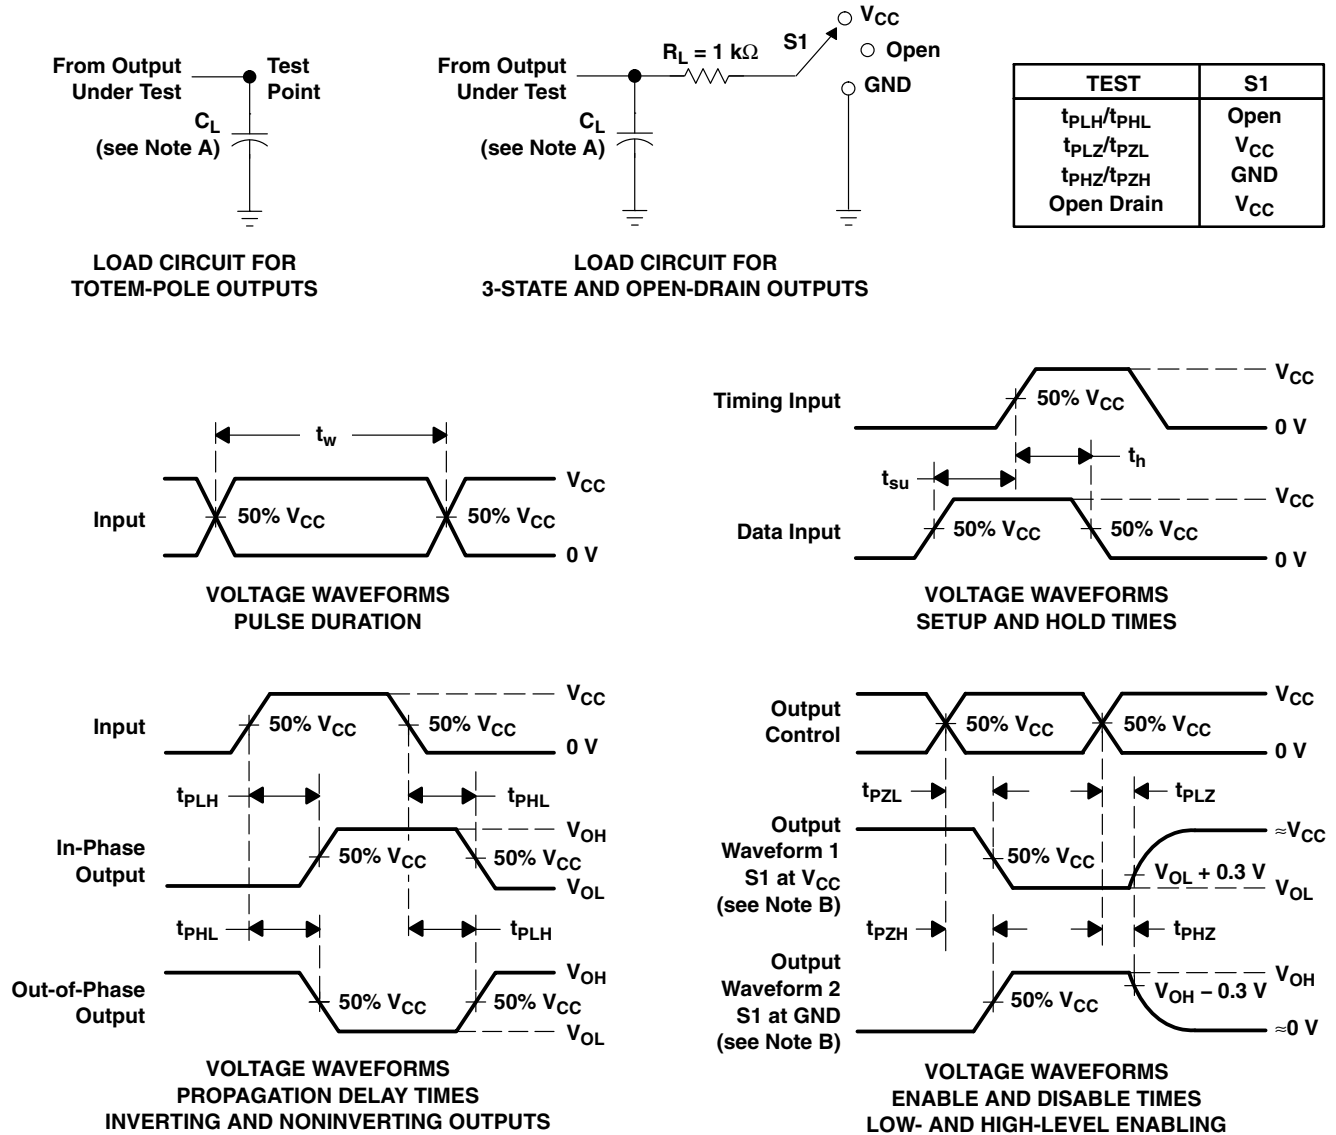 From Output
Under Test
Test
Point
CL
(see Note A)
LOAD CIRCUIT FOR
TOTEM-POLE OUTPUTS
From Output
Under Test
RL = 1 kΩ
S1
VCC
Open
GND
CL
(see Note A)
LOAD CIRCUIT FOR
3-STATE AND OPEN-DRAIN OUTPUTS
TEST S1
tPLH/tPHL Open
tPLZ/tPZL VCC
tPHZ/tPZH GND
Open Drain VCC
tw
Input
50% VCC
50% VCC
VCC
0 V
VOLTAGE WAVEFORMS
PULSE DURATION
Timing Input
50% VCC
VCC
0 V
tsu
th
Data Input
50% VCC
50% VCC
VCC
0 V
VOLTAGE WAVEFORMS
SETUP AND HOLD TIMES
Input
50% VCC
50% VCC
VCC
0 V
tPLH
tPHL
In-Phase
Output
50% VCC
50% VCC
VOH
VOL
tPHL
tPLH
Out-of-Phase
Output
50% VCC
50% VCC
VOH
VOL
VOLTAGE WAVEFORMS
PROPAGATION DELAY TIMES
INVERTING AND NONINVERTING OUTPUTS
Output
Control
50% VCC
50% VCC
VCC
0 V
tPZL
tPLZ
Output
Waveform 1
S1 at VCC
(see Note B)
50% VCC
VOL + 0.3 V
≈VCC
VOL
tPZH
tPHZ
Output
Waveform 2
S1 at GND
(see Note B)
50% VCC
VOH − 0.3 V
VOH
≈0 V
VOLTAGE WAVEFORMS
ENABLE AND DISABLE TIMES
LOW- AND HIGH-LEVEL ENABLING